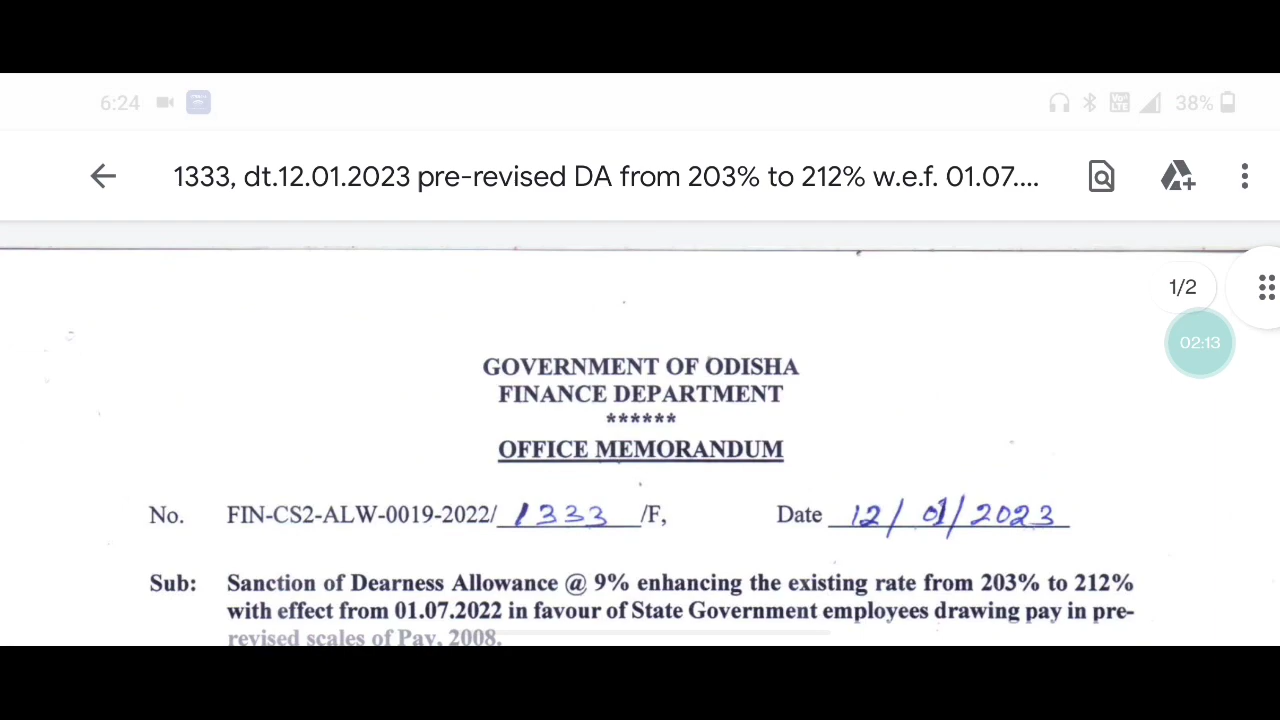 6:24 38%
1333, dt.12.01.2023 pre-revised DA from 203% to 212% w.e.f. 01.07....
1/2
02:13
GOVERNMENT OF ODISHA
FINANCE DEPARTMENT
******
OFFICE MEMORANDUM
No. FIN-CS2-ALW-0019-2022/ 1333 /F, Date 12/01/2023
Sub: Sanction of Dearness Allowance @ 9% enhancing the existing rate from 203% to 212%
with effect from 01.07.2022 in favour of State Government employees drawing pay in pre-
revised scales of Pay, 2008.